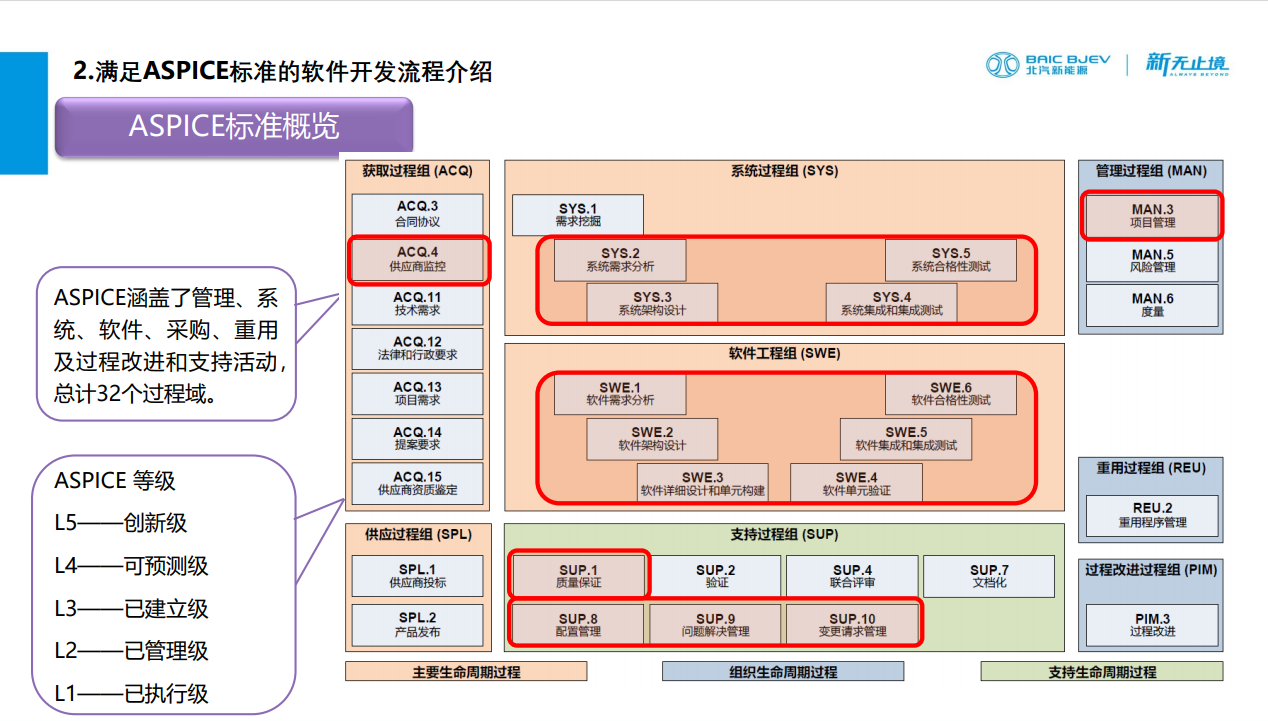 2.满足ASPICE标准的软件开发流程介绍
BAIC BJEV
北汽新能源
新无止境
ALWAYS BEYOND
ASPICE标准概览
获取过程组 (ACQ)
ACQ.3
合同协议
ACQ.4
供应商监控
ACQ.11
技术需求
ACQ.12
法律和行政要求
ACQ.13
项目需求
ACQ.14
提案要求
ACQ.15
供应商资质鉴定
系统过程组 (SYS)
SYS.1
需求挖掘
SYS.2
系统需求分析
SYS.5
系统合格性测试
SYS.3
系统架构设计
SYS.4
系统集成和集成测试
管理过程组 (MAN)
MAN.3
项目管理
MAN.5
风险管理
MAN.6
度量
ASPICE涵盖了管理、系
统、软件、采购、重用
及过程改进和支持活动,
总计32个过程域。
软件工程组 (SWE)
SWE.1
软件需求分析
SWE.6
软件合格性测试
SWE.2
软件架构设计
SWE.5
软件集成和集成测试
SWE.3
软件详细设计和单元构建
SWE.4
软件单元验证
ASPICE 等级
L5——创新级
L4——可预测级
L3——已建立级
L2——已管理级
L1——已执行级
重用过程组 (REU)
REU.2
重用程序管理
供应过程组 (SPL)
SPL.1
供应商投标
SPL.2
产品发布
支持过程组 (SUP)
SUP.1
质量保证
SUP.2
验证
SUP.4
联合评审
SUP.7
文档化
SUP.8
配置管理
SUP.9
问题解决管理
SUP.10
变更请求管理
过程改进过程组 (PIM)
PIM.3
过程改进
主要生命周期过程
组织生命周期过程
支持生命周期过程